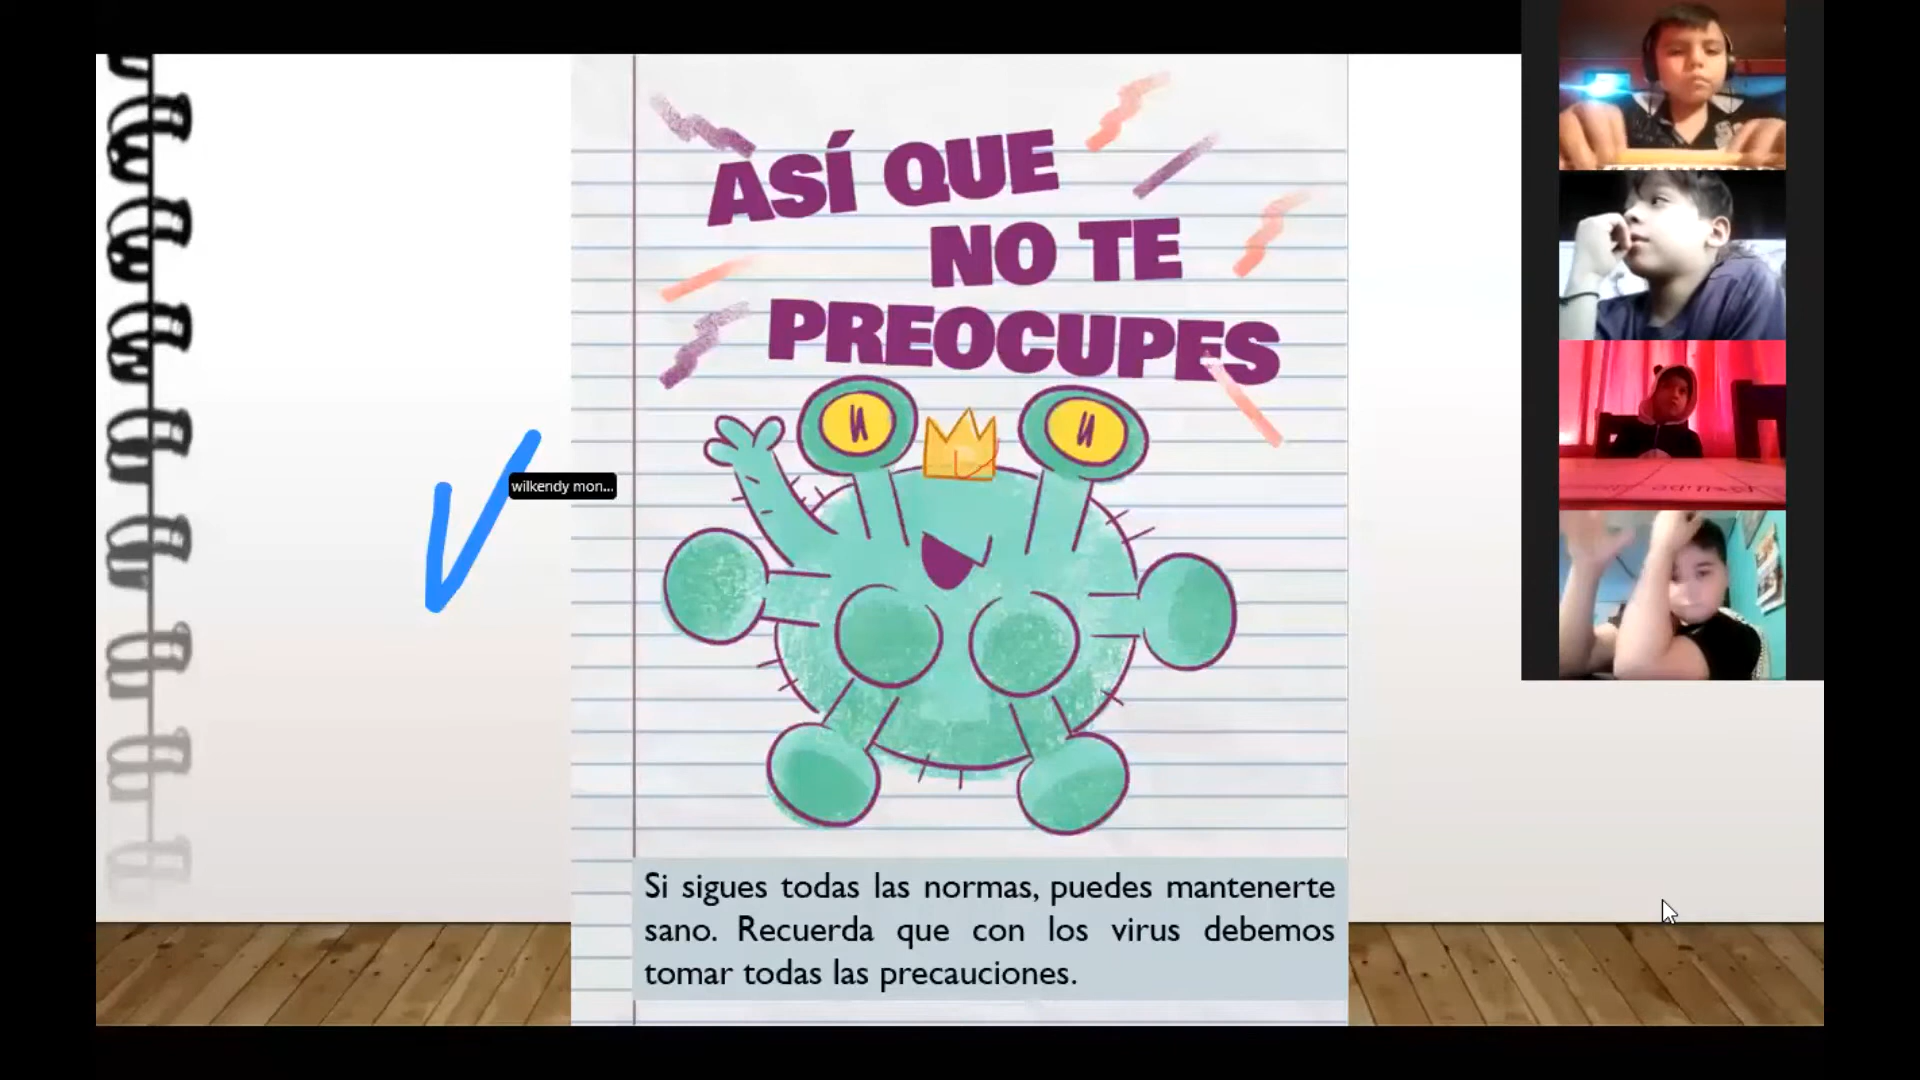 ASÍ QUE
NO TE
PREOCUPES
wilkendy mon...
Si sigues todas las normas, puedes mantenerte
sano. Recuerda que con los virus debemos
tomar todas las precauciones.